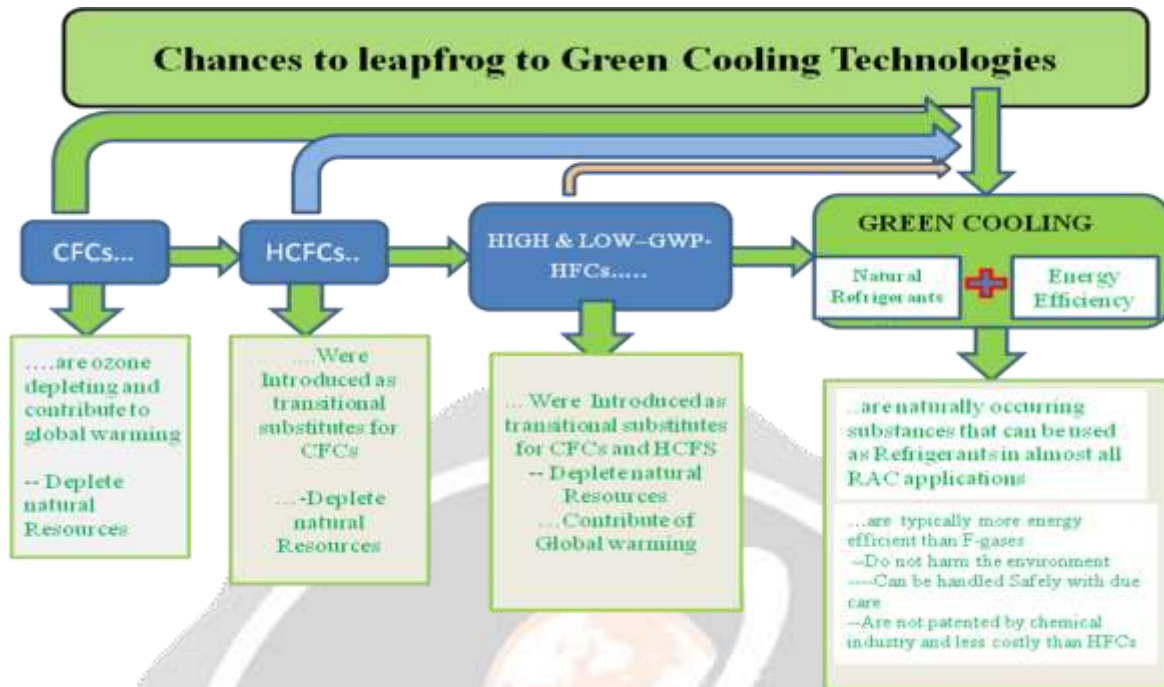 Chances to leapfrog to Green Cooling Technologies
CFCs...
HCFCs..
HIGH & LOW–GWP-
HFCs.....
GREEN COOLING
Natural
Refrigerants
Energy
Efficiency
....are ozone
depleting and
contribute to
global warming
-- Deplete
natural
Resources
....Were
Introduced as
transitional
substitutes for
CFCs
...-Deplete
natural
Resources
... Were Introduced as
transitional substitutes
for CFCs and HCFS
-- Deplete natural
Resources
...Contribute of
Global warming
..are naturally occurring
substances that can be used
as Refrigerants in almost all
RAC applications
...are typically more energy
efficient than F-gases
--Do not harm the environment
----Can be handled Safely with due
care
--Are not patented by chemical
industry and less costly than HFCs